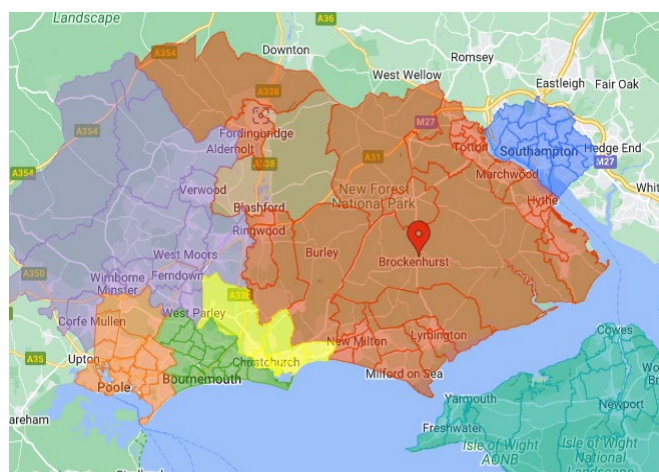 Landscape
A354
Downton
A36
Romsey
West Wellow
Eastleigh
Fair Oak
A338
M27
Fordingbridge
Alderholt
A354
Totton
Southampton
Hedge End
M27
A31
A354
Marchwood
Verwood
New Forest
National Park
Hythe
Blashford
Ringwood
West Moors
Burley
Brockenhurst
A350
Wimborne
Minster
Ferndown
Corfe Mullen
West Parley
Cowes
A35
Upton
Christchurch
New Milton
Lymington
Poole
Bournemouth
Milford on Sea
Yarmouth
Newport
Freshwater
Isle of Wight
AONB
Isle of Wight
National
Landscape